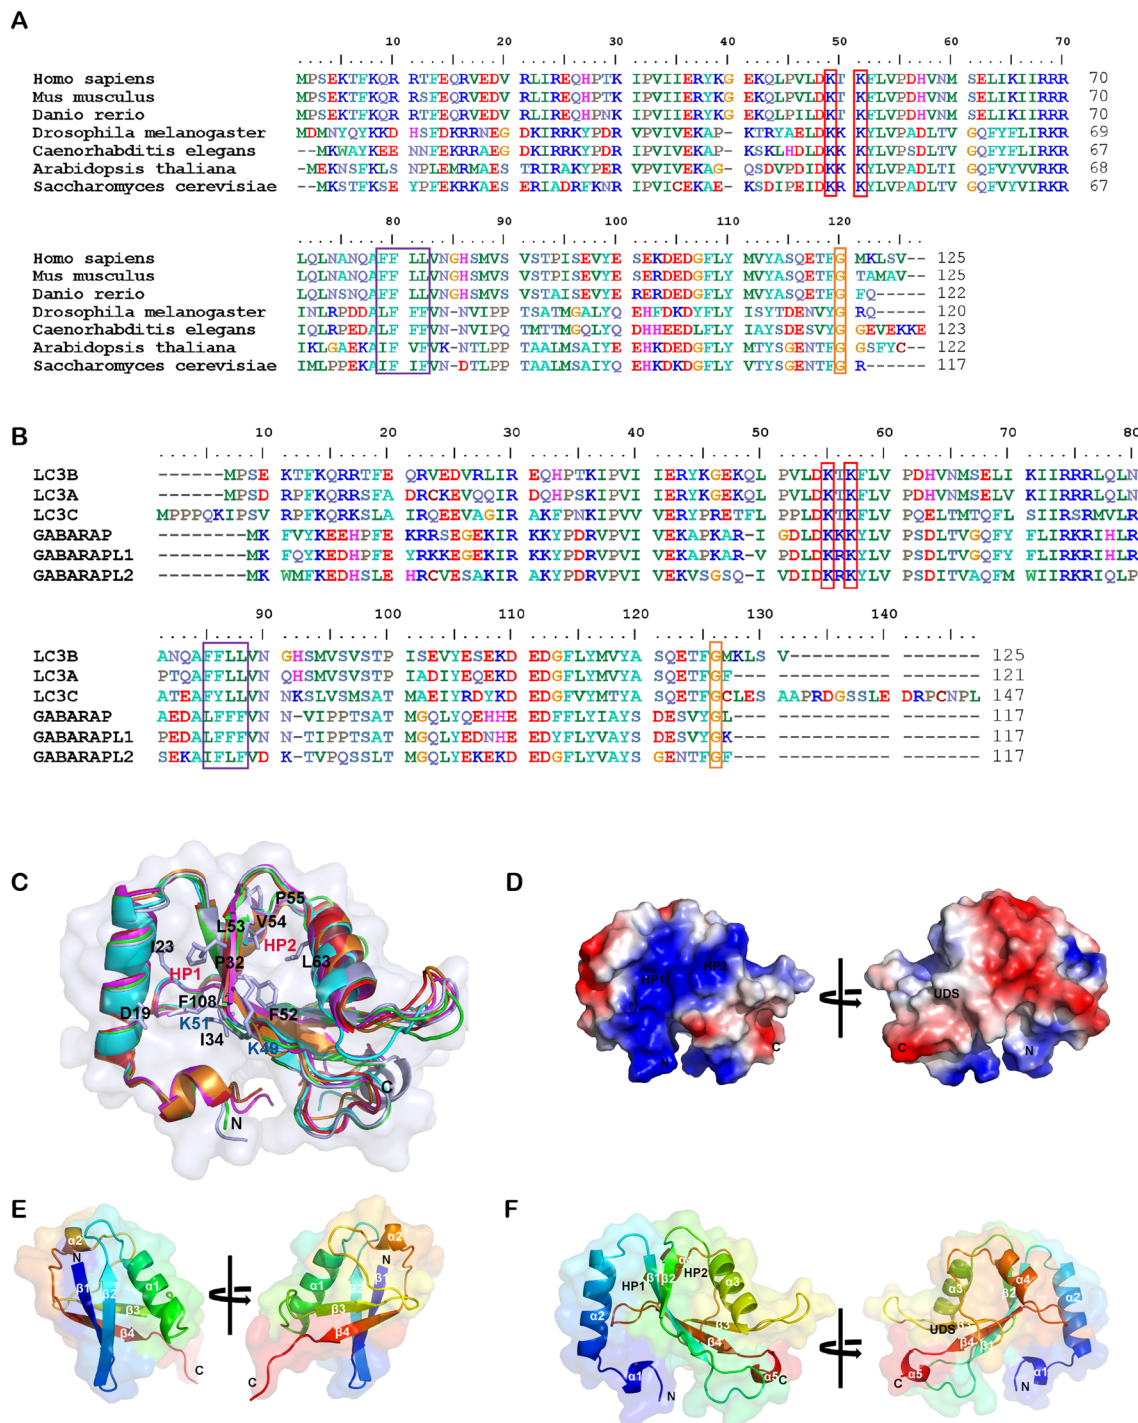 A
10 20 30 40 50 60 70
Homo sapiens MPSEKTFKQR RTFEQRVEDV RLIREQHPTK IPVIIERYKG EKQLPVLDKT KFLVPDHVNM SELIKIIRRR 70
Mus musculus MPSEKTFKQR RSFEQRVEDV RLIREQHPTK IPVIIERYKG EKQLPVLDKT KFLVPDHVNM SELIKIIRRR 70
Danio rerio MPSEKTFKQR RTFEQRVEDV RLIREQHPNK IPVIIERYKG EKQLPILDKT KFLVPDHVNM SELIKIIRRR 70
Drosophila melanogaster MDMNYQYKKD HSFDKRRNEG DKIRRKYPDR VPVIVEKAP- KTRYAELDKK KYLVPADLTV GQFYFLIRKR 69
Caenorhabditis elegans --MKWAYKEE NNFEKRRAEG DKIRRKYPDR IPVIVEKAP- KSKLHDLDKK KYLVPSDLTV GQFYFLIRKR 67
Arabidopsis thaliana -MEKNSFKLS NPLEMRMAES TRIRAKYPER VPVIVEKAG- QSDVPDIDKK KYLVPADLTV GQFVYVVRKR 68
Saccharomyces cerevisiae --MKSTFKSE YPFEKRKAES ERIADRFKNR IPVICEKAE- KSDIPEIDKR KYLVPADLTV GQFVYVIRKR 67
80 90 100 110 120
Homo sapiens LQLNANQAFF LLVNGHSMVS VSTPISEVYE SEKDEDGFLY MVYASQETFG MKLSV-- 125
Mus musculus LQLNANQAFF LLVNGHSMVS VSTPISEVYE SERDEDGFLY MVYASQETFG TAMAV-- 125
Danio rerio LQLNSNQAFF LLVNGHSMVS VSTAISEVYE RERDEDGFLY MVYASQETFG FQ----- 122
Drosophila melanogaster INLRPDDALF FFVNN-VIPP TSATMGALYQ EHFDKDYFLY ISYTDENVYG RQ----- 120
Caenorhabditis elegans IQLRPEDALF FFVNN-VIPQ TMTTMGQLYQ DHHEEDLFLY IAYSDESVYG GEVEKKE 123
Arabidopsis thaliana IKLGAEKAIF VFVKN-TLPP TAALMSAIYE EHKDEDGFLY MTYSGENTFG GSFYC-- 122
Saccharomyces cerevisiae IMLPPEKAIF IFVND-TLPP TAALMSAIYQ EHKDKDGFLY VTYSGENTFG R------ 117
B
10 20 30 40 50 60 70 80
LC3B ------MPSE KTFKQRRTFE QRVEDVRLIR EQHPTKIPVI IERYKGEKQL PVLDKTKFLV PDHVNMSELI KIIRRRLQLN
LC3A ------MPSD RPFKQRRSFA DRCKEVQQIR DQHPSKIPVI IERYKGEKQL PVLDKTKFLV PDHVNMSELV KIIRRRLQLN
LC3C MPPPQKIPSV RPFKQRKSLA IRQEEVAGIR AKFPNKIPVV VERYPRETFL PPLDKTKFLV PQELTMTQFL SIIRSRMVLR
GABARAP --------MK FVYKEEHPFE KRRSEGEKIR KKYPDRVPVI VEKAPKAR-I GDLDKKKYLV PSDLTVGQFY FLIRKRIHLR
GABARAPL1 --------MK FQYKEDHPFE YRKKEGEKIR KKYPDRVPVI VEKAPKAR-V PDLDKRKYLV PSDLTVGQFY FLIRKRIHLR
GABARAPL2 --------MK WMFKEDHSLE HRCVESAKIR AKYPDRVPVI VEKVSGSQ-I VDIDKRKYLV PSDITVAQFM WIIRKRIQLP
90 100 110 120 130 140
LC3B ANQAFFLLVN GHSMVSVSTP ISEVYESEKD EDGFLYMVYA SQETFGMKLS V--------- ------- 125
LC3A PTQAFFLLVN QHSMVSVSTP IADIYEQEKD EDGFLYMVYA SQETFGF--- ---------- ------- 121
LC3C ATEAFYLLVN NKSLVSMSAT MAEIYRDYKD EDGFVYMTYA SQETFGCLES AAPRDGSSLE DRPCNPL 147
GABARAP AEDALFFFVN N-VIPPTSAT MGQLYQEHHE EDFFLYIAYS DESVYGL--- ---------- ------- 117
GABARAPL1 PEDALFFFVN N-TIPPTSAT MGQLYEDNHE EDYFLYVAYS DESVYGK--- ---------- ------- 117
GABARAPL2 SEKAIFLFVD K-TVPQSSLT MGQLYEKEKD EDGFLYVAYS GENTFGF--- ---------- ------- 117
C
P55
L53 V54
I23 HP2
HP1 P32 L63
D19 F108
K51 F52
I34 K49
C
N
D
HP1 HP2
N C
UDS
C N
E
α2
N
β1 β2 α1
β3
β4
C
α2
N
α1 β2 β1
β3
β4
C
F
α4
HP1 β1 β2 HP2
α3
α2
β3
β4
α1 α5 C
N
α4
α3 β2
α2
UDS β3
β4 β1
C α5 α1
N